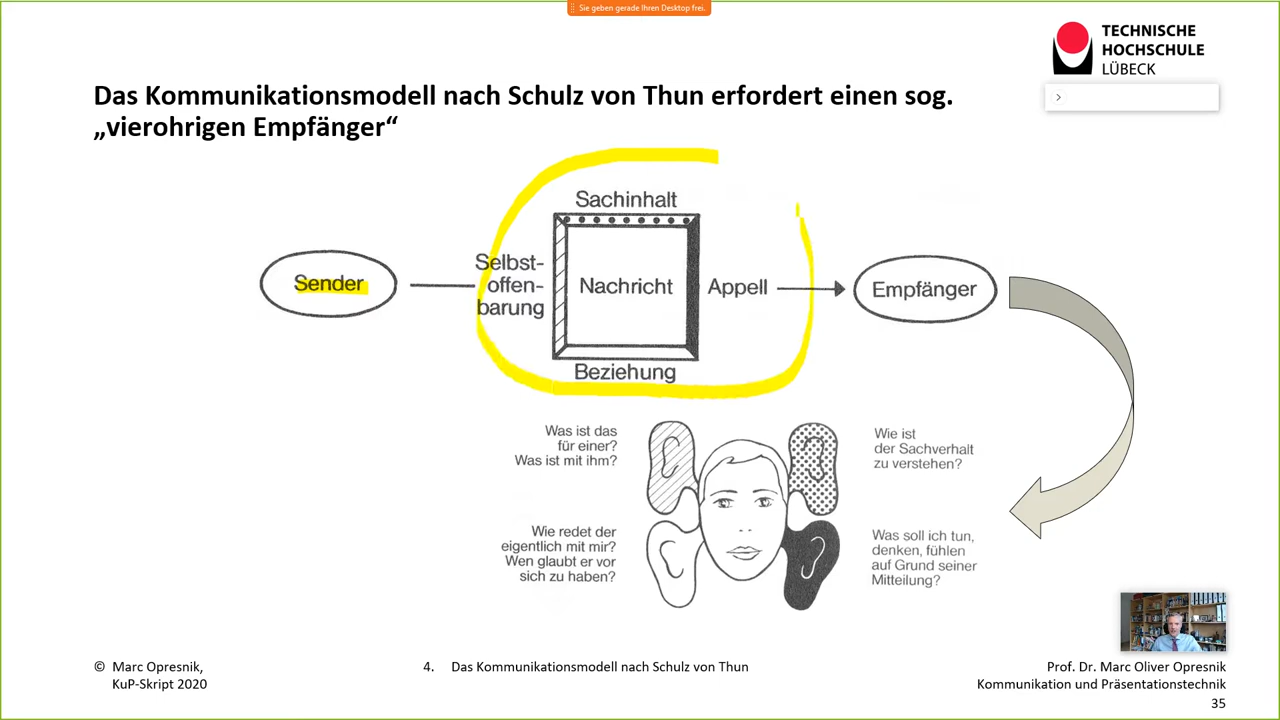 Sie geben gerade Ihren Desktop frei.
TECHNISCHE
HOCHSCHULE
LÜBECK
Das Kommunikationsmodell nach Schulz von Thun erfordert einen sog.
„vierohrigen Empfänger“
Sachinhalt
Sender
Selbst-
offen-
barung
Nachricht
Appell
Empfänger
Beziehung
Was ist das
für einer?
Was ist mit ihm?
Wie ist
der Sachverhalt
zu verstehen?
Wie redet der
eigentlich mit mir?
Wen glaubt er vor
sich zu haben?
Was soll ich tun,
denken, fühlen
auf Grund seiner
Mitteilung?
© Marc Opresnik,
KuP-Skript 2020
4. Das Kommunikationsmodell nach Schulz von Thun
Prof. Dr. Marc Oliver Opresnik
Kommunikation und Präsentationstechnik
35